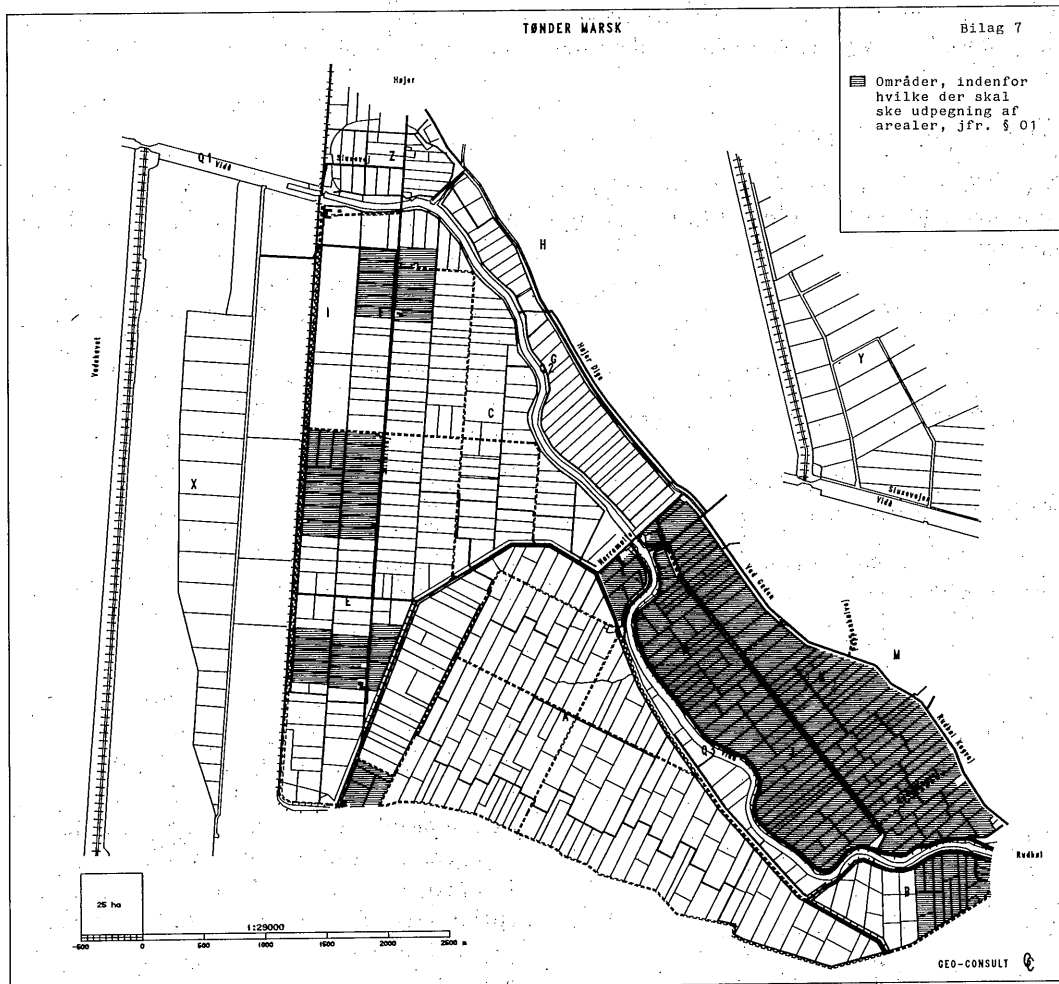 TØNDER MARSK
Bilag 7
Områder, indenfor
hvilke der skal
ske udpegning af
arealer, jfr. § 01
Højer
Slusevej
Z
Q1 Vidå
H
Vadehavet
I
G
Højer Dige
C
X
Y
Slusevejen
Vidå
Ved Gaden
M
E
A
Q3
Rudbøl Kogvej
Rudbøl
B
25 ha
1:29000
-500 0 500 1000 1500 2000 2500 m
GEO-CONSULT